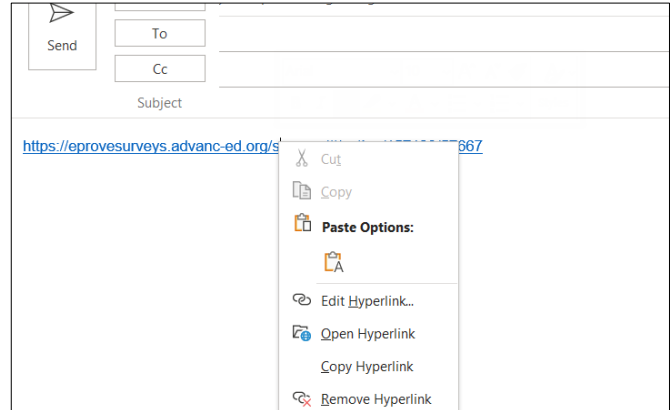 Send
To
Cc
Subject
https://eprovesurveys.advanc-ed.org/s 667
Cut
Copy
Paste Options:
Edit Hyperlink...
Open Hyperlink
Copy Hyperlink
Remove Hyperlink